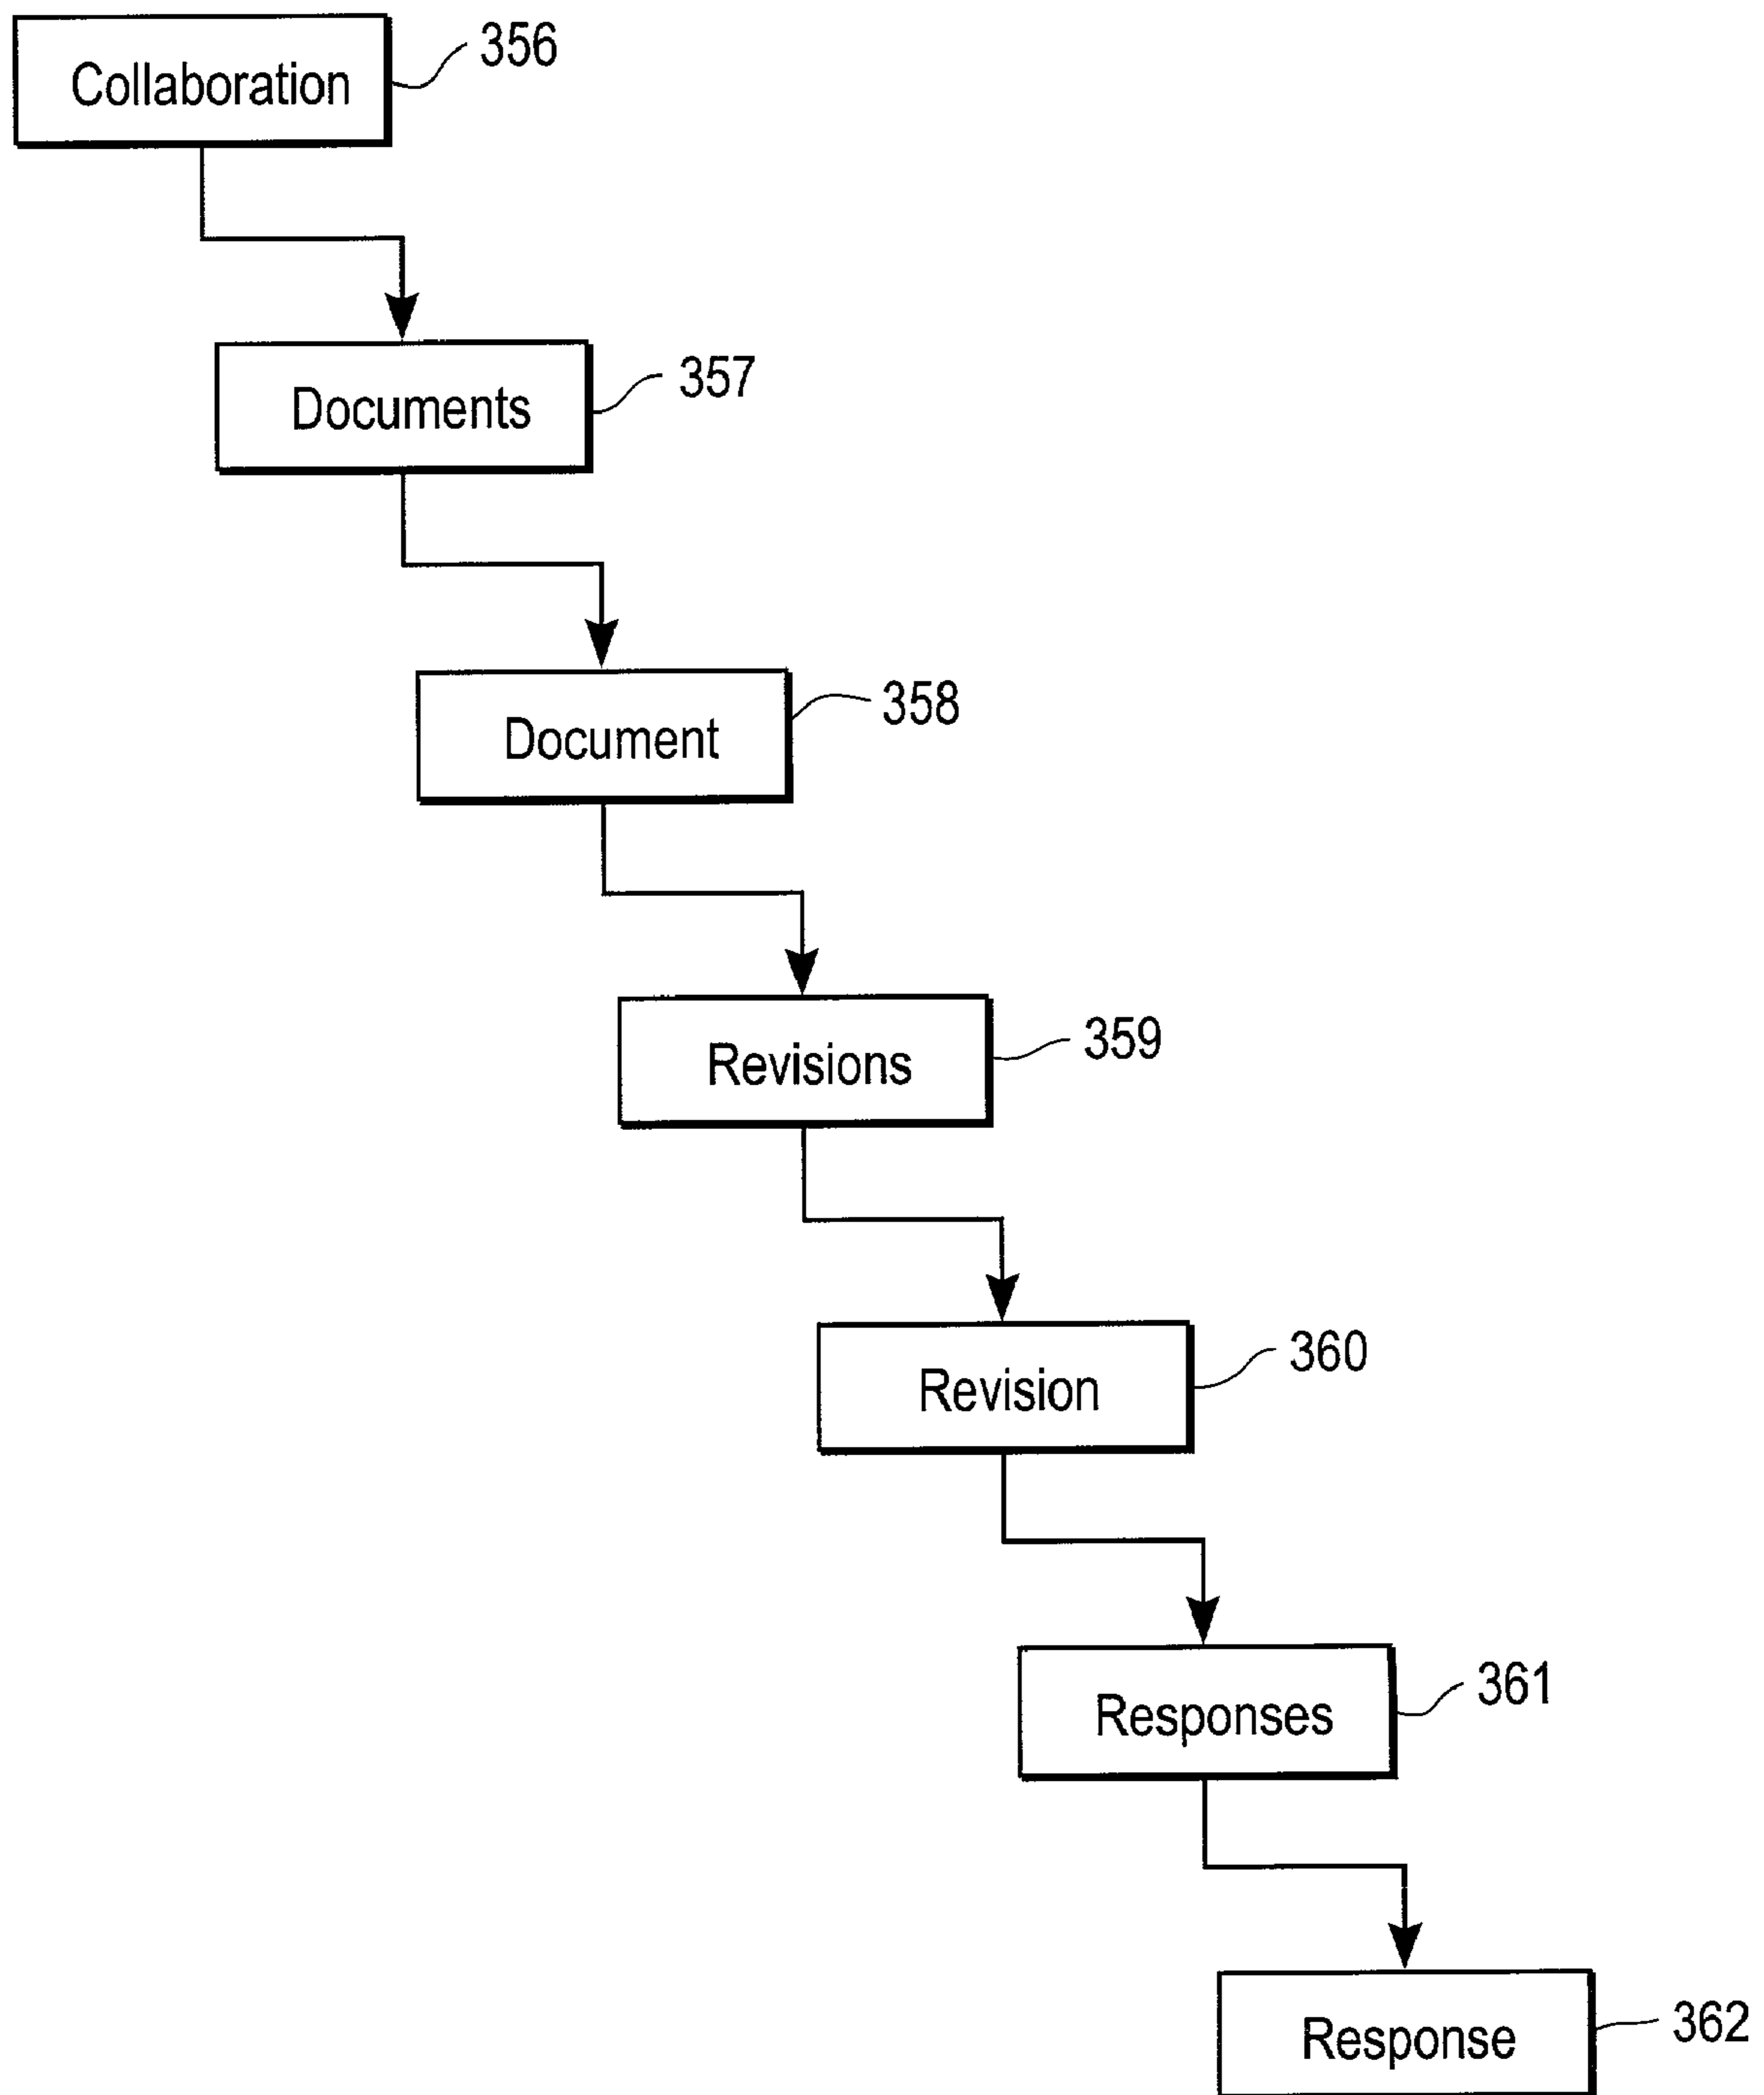 Collaboration
356
Documents
357
Document
358
Revisions
359
Revision
360
Responses
361
Response
362